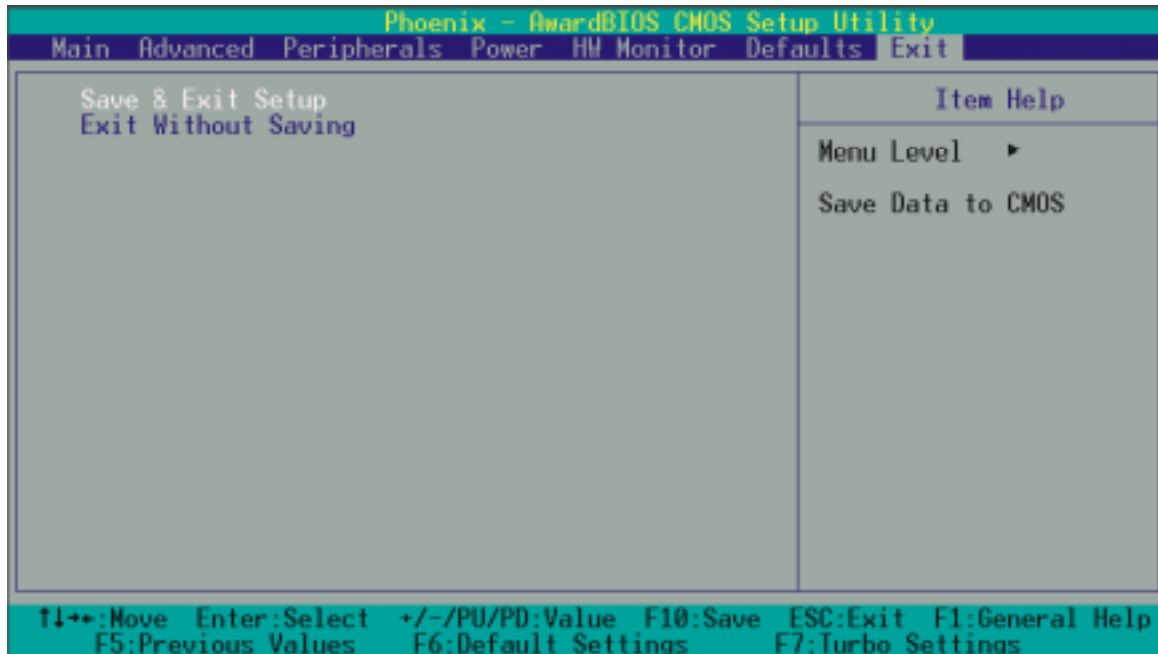 Phoenix - AwardBIOS CMOS Setup Utility
Main Advanced Peripherals Power HW Monitor Defaults Exit
Save & Exit Setup
Exit Without Saving
Item Help
Menu Level ►
Save Data to CMOS
↑↓→←:Move Enter:Select +/-/PU/PD:Value F10:Save ESC:Exit F1:General Help
F5:Previous Values F6:Default Settings F7:Turbo Settings